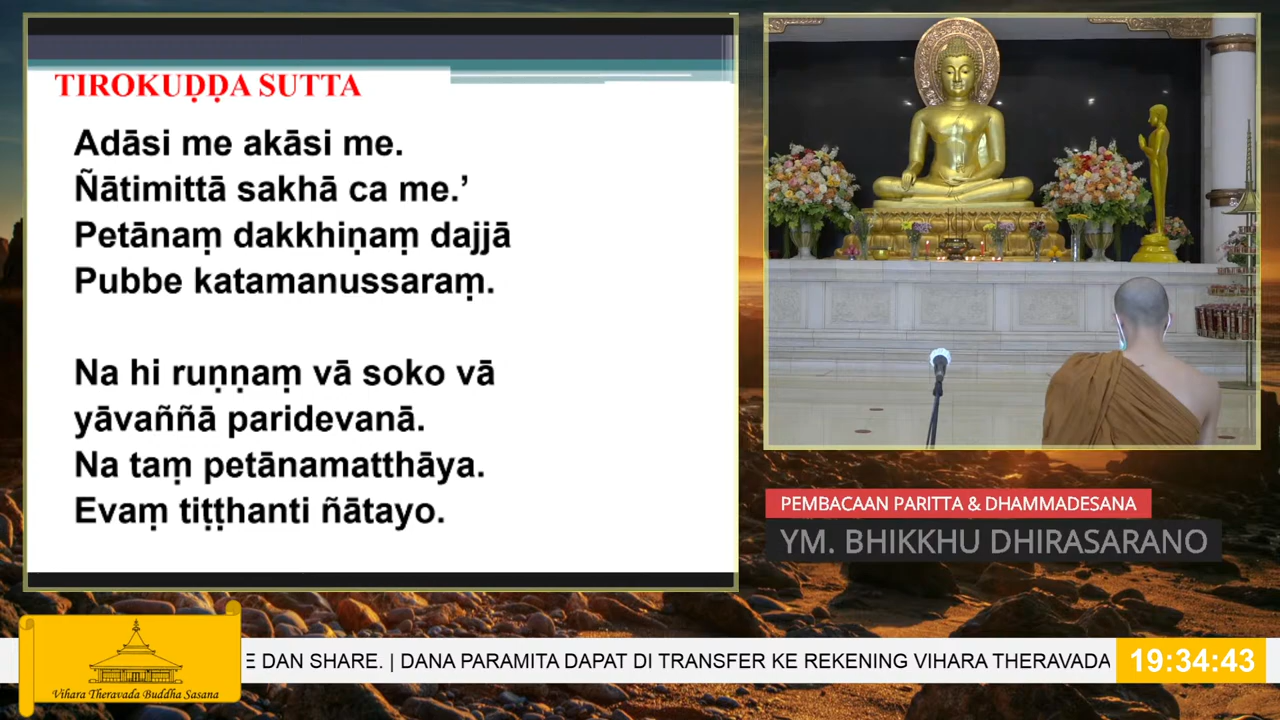 TIROKUḌḌA SUTTA
Adāsi me akāsi me.
Ñātimittā sakhā ca me.’
Petānaṃ dakkhiṇaṃ dajjā
Pubbe katamanussaraṃ.
Na hi ruṇṇaṃ vā soko vā
yāvaññā paridevanā.
Na taṃ petānamatthāya.
Evaṃ tiṭṭhanti ñātayo.
PEMBACAAN PARITTA & DHAMMADESANA
YM. BHIKKHU DHIRASARANO
Vihara Theravada Buddha Sasana
E DAN SHARE. | DANA PARAMITA DAPAT DI TRANSFER KE REKENING VIHARA THERAVADA
19:34:43